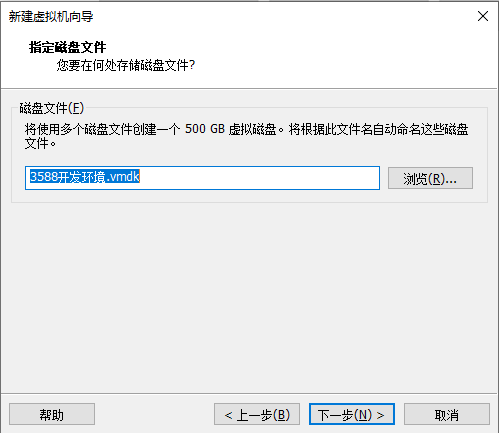 新建虚拟机向导
指定磁盘文件
您要在何处存储磁盘文件?
磁盘文件(F)
将使用多个磁盘文件创建一个 500 GB 虚拟磁盘。将根据此文件名自动命名这些磁盘
文件。
3588开发环境.vmdk
浏览(R)...
帮助
< 上一步(B)
下一步(N) >
取消